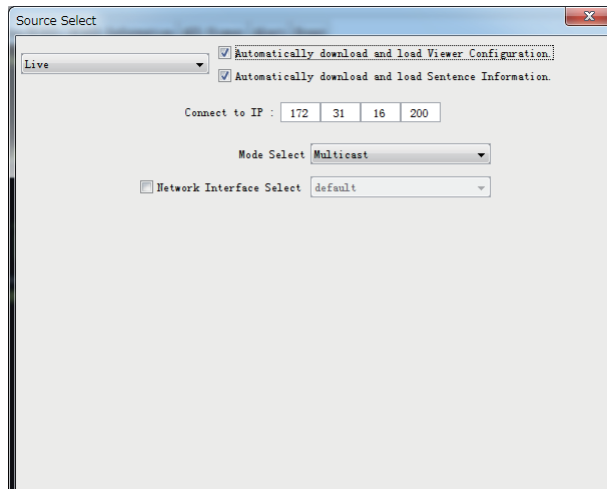 Source Select
Live
Automatically download and load Viewer Configuration.
Automatically download and load Sentence Information.
Connect to IP : 172 31 16 200
Mode Select Multicast
Network Interface Select default